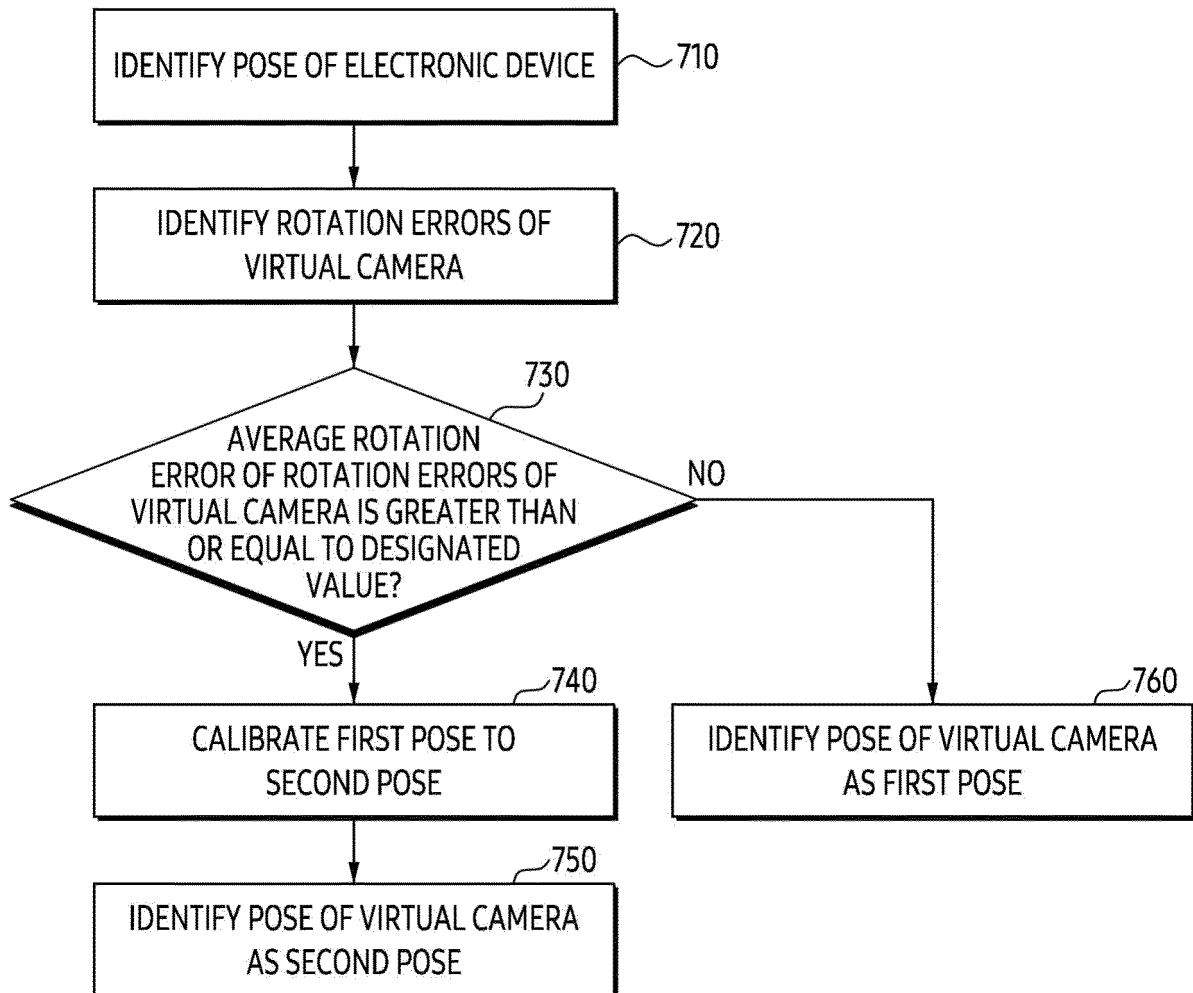 IDENTIFY POSE OF ELECTRONIC DEVICE
710
IDENTIFY ROTATION ERRORS OF
VIRTUAL CAMERA
720
730
AVERAGE ROTATION
ERROR OF ROTATION ERRORS OF
VIRTUAL CAMERA IS GREATER THAN
OR EQUAL TO DESIGNATED
VALUE?
NO
YES
740
CALIBRATE FIRST POSE TO
SECOND POSE
760
IDENTIFY POSE OF VIRTUAL CAMERA
AS FIRST POSE
750
IDENTIFY POSE OF VIRTUAL CAMERA
AS SECOND POSE